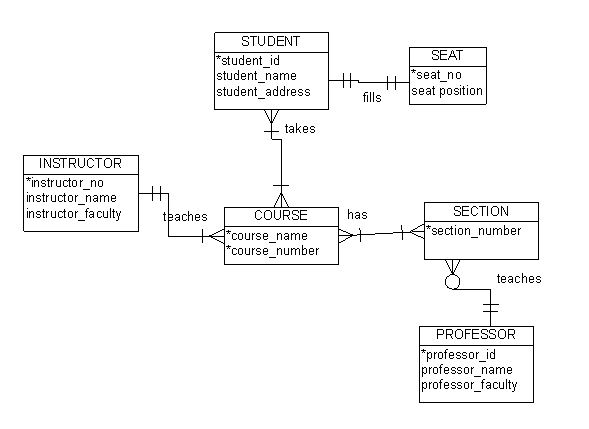 STUDENT
*student_id
student_name
student_address
SEAT
*seat_no
seat position
fills
takes
INSTRUCTOR
*instructor_no
instructor_name
instructor_faculty
teaches
COURSE
*course_name
*course_number
has
SECTION
*section_number
teaches
PROFESSOR
*professor_id
professor_name
professor_faculty